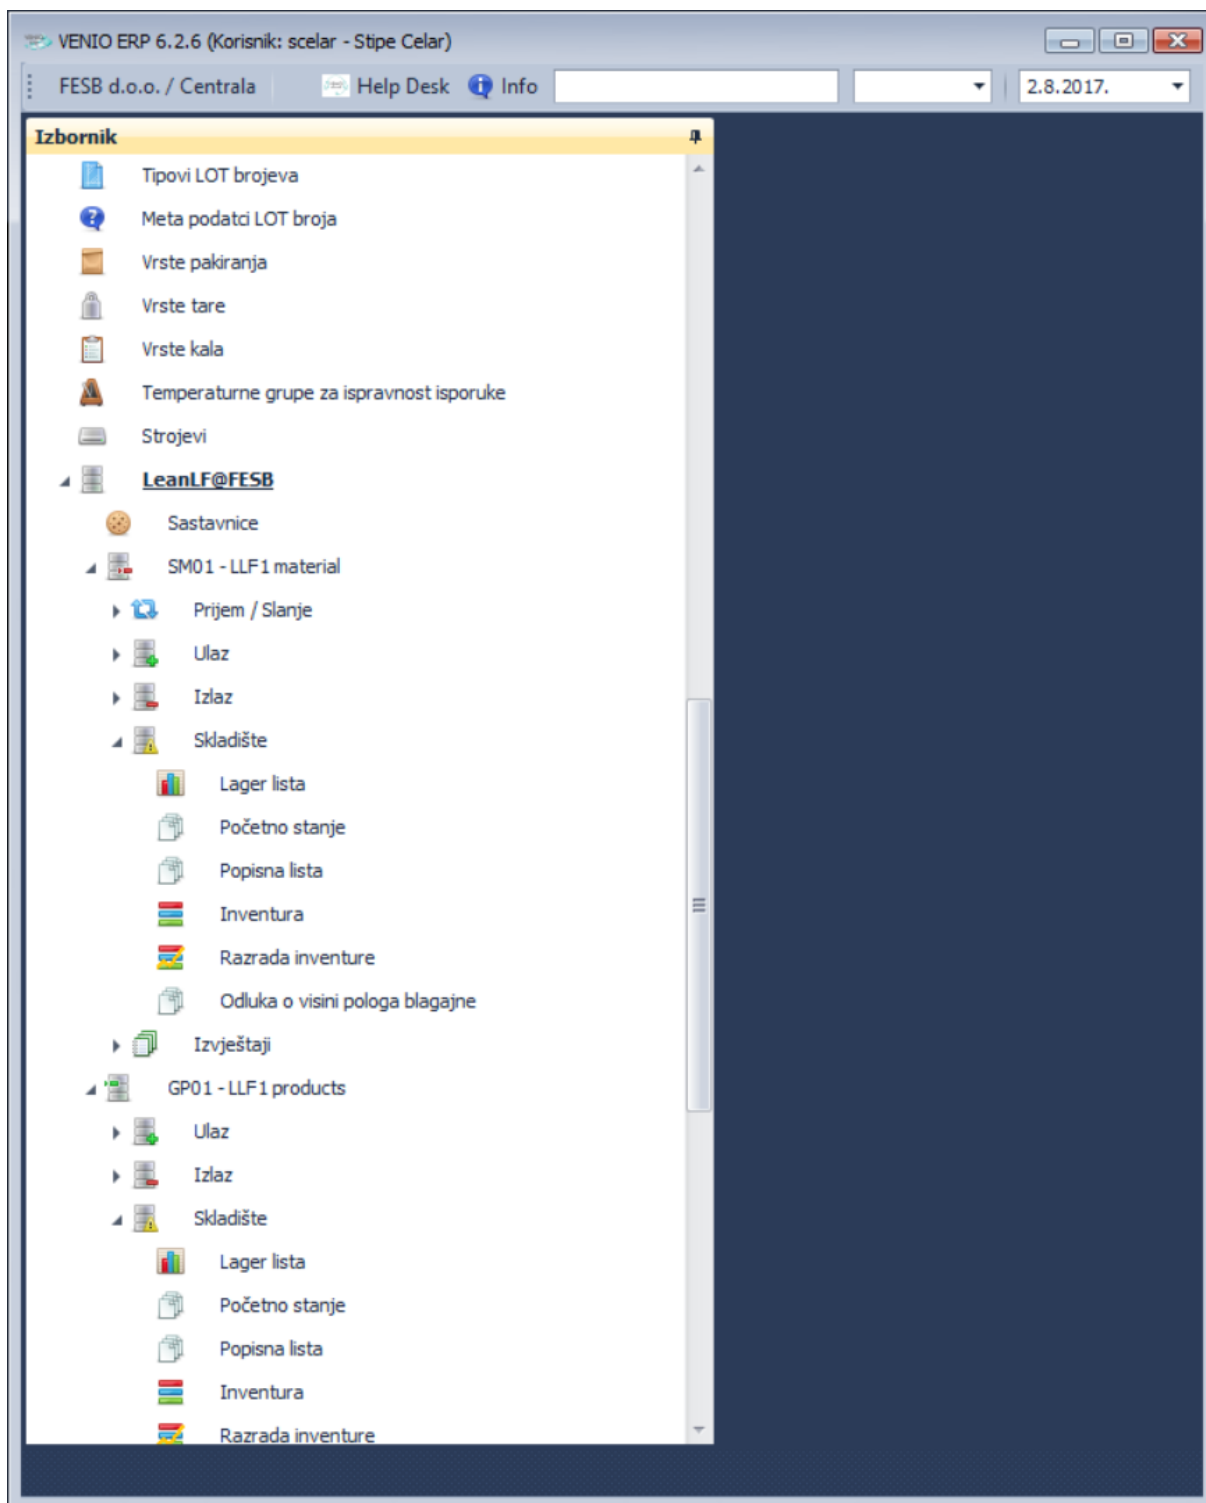 VENIO ERP 6.2.6 (Korisnik: scelar - Stipe Celar)
FESB d.o.o. / Centrala Help Desk Info 2.8.2017.
Izbornik
Tipovi LOT brojeva
Meta podatci LOT broja
Vrste pakiranja
Vrste tare
Vrste kala
Temperaturne grupe za ispravnost isporuke
Strojevi
LeanLF@FESB
Sastavnice
SM01 - LLF1 material
Prijem / Slanje
Ulaz
Izlaz
Skladište
Lager lista
Početno stanje
Popisna lista
Inventura
Razrada inventure
Odluka o visini pologa blagajne
Izvještaji
GP01 - LLF1 products
Ulaz
Izlaz
Skladište
Lager lista
Početno stanje
Popisna lista
Inventura
Razrada inventure